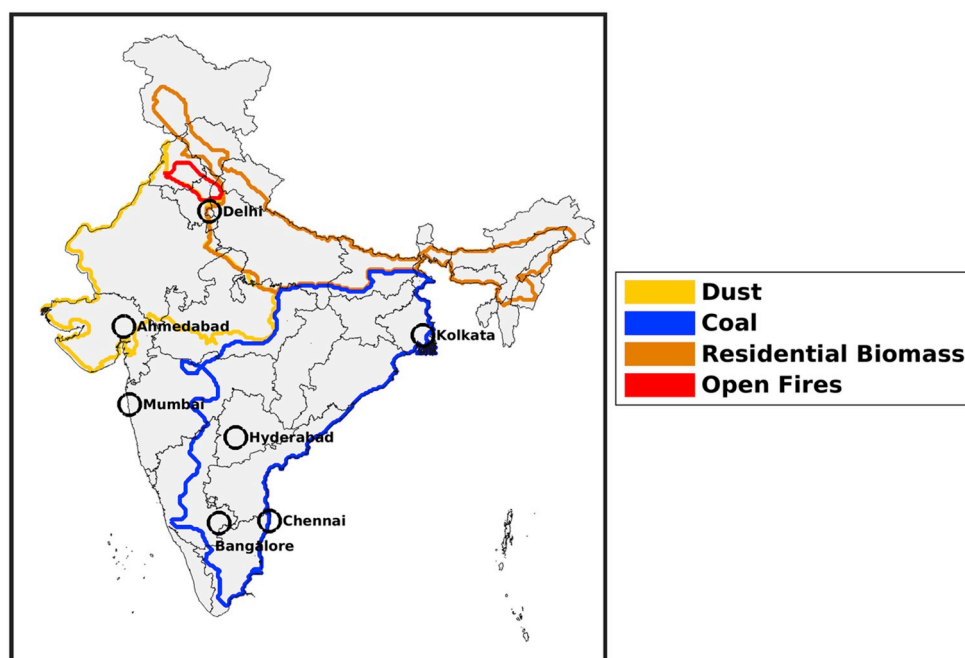 Delhi
Ahmedabad
Kolkata
Mumbai
Hyderabad
Chennai
Bangalore
Dust
Coal
Residential Biomass
Open Fires